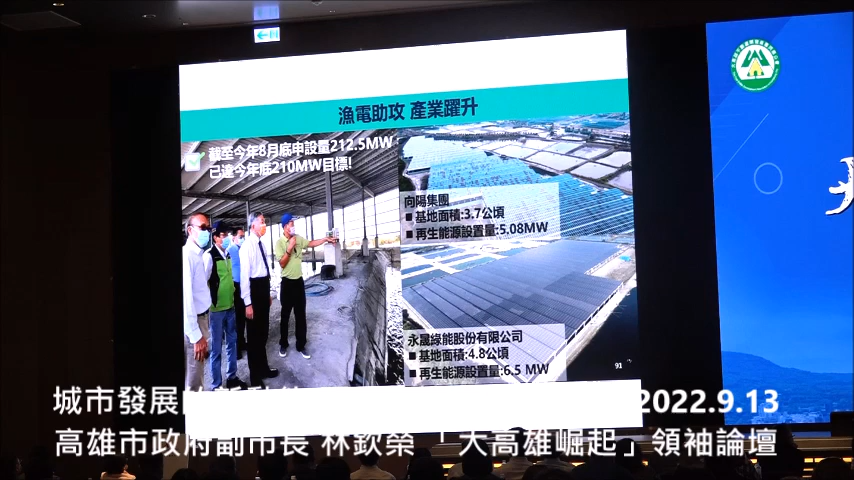 漁電助攻 產業躍升
截至今年8月底申設量212.5MW
已達今年底210MW目標!
向陽集團
■ 基地面積:3.7公頃
■ 再生能源設置量:5.08MW
永晟綠能股份有限公司
■ 基地面積:4.8公頃
■ 再生能源設置量:6.5 MW
91
城市發展 2022.9.13
高雄市政府副市長 林欽榮 「大高雄崛起」領袖論壇